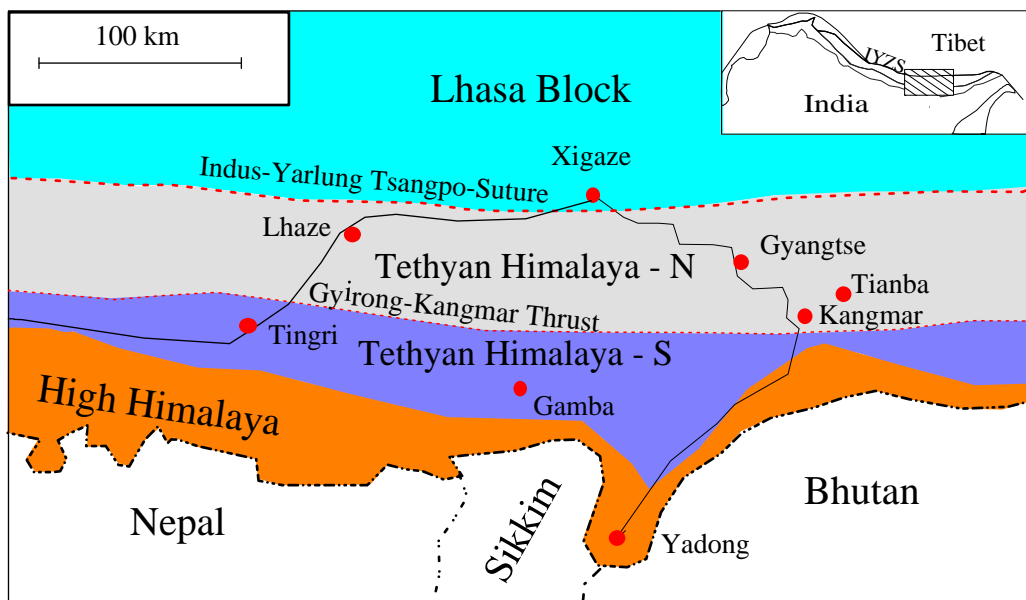 100 km
Tibet
IYZS
India
Lhasa Block
Xigaze
Indus-Yarlung Tsangpo-Suture
Lhaze
Gyangtse
Tethyan Himalaya - N
Tianba
Gyirong-Kangmar Thrust
Kangmar
Tingri
Tethyan Himalaya - S
High Himalaya
Gamba
Bhutan
Nepal
Sikkim
Yadong